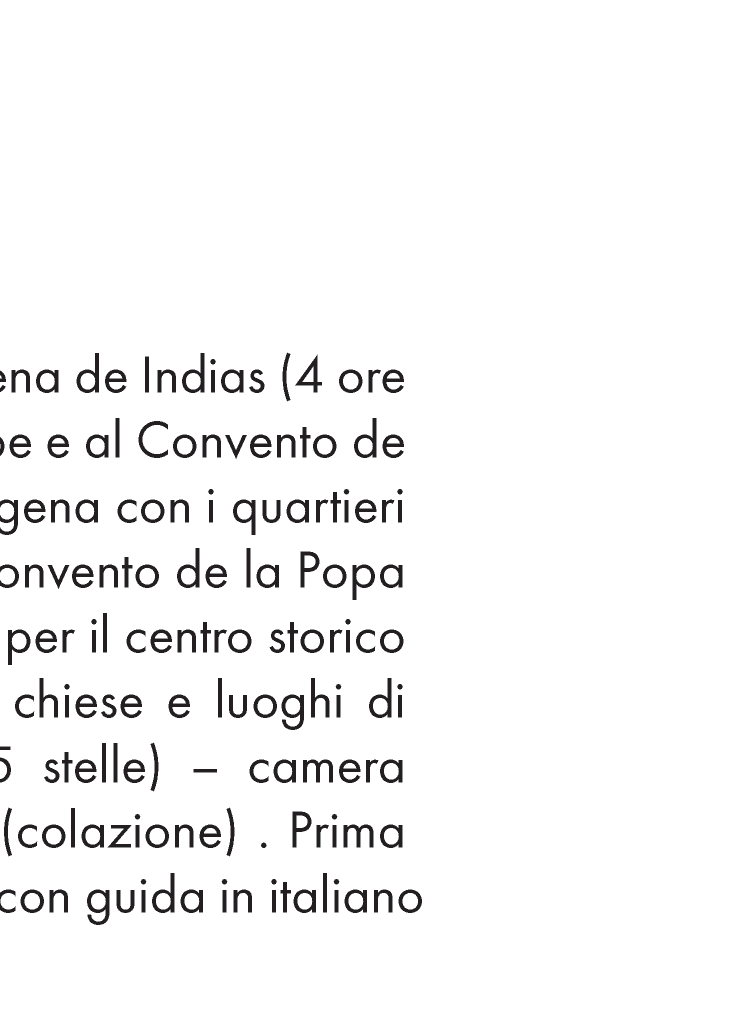 ena de Indias (4 ore
e e al Convento de
gena con i quartieri
onvento de la Popa
per il centro storico
chiese e luoghi di
5 stelle) – camera
(colazione) . Prima
con guida in italiano